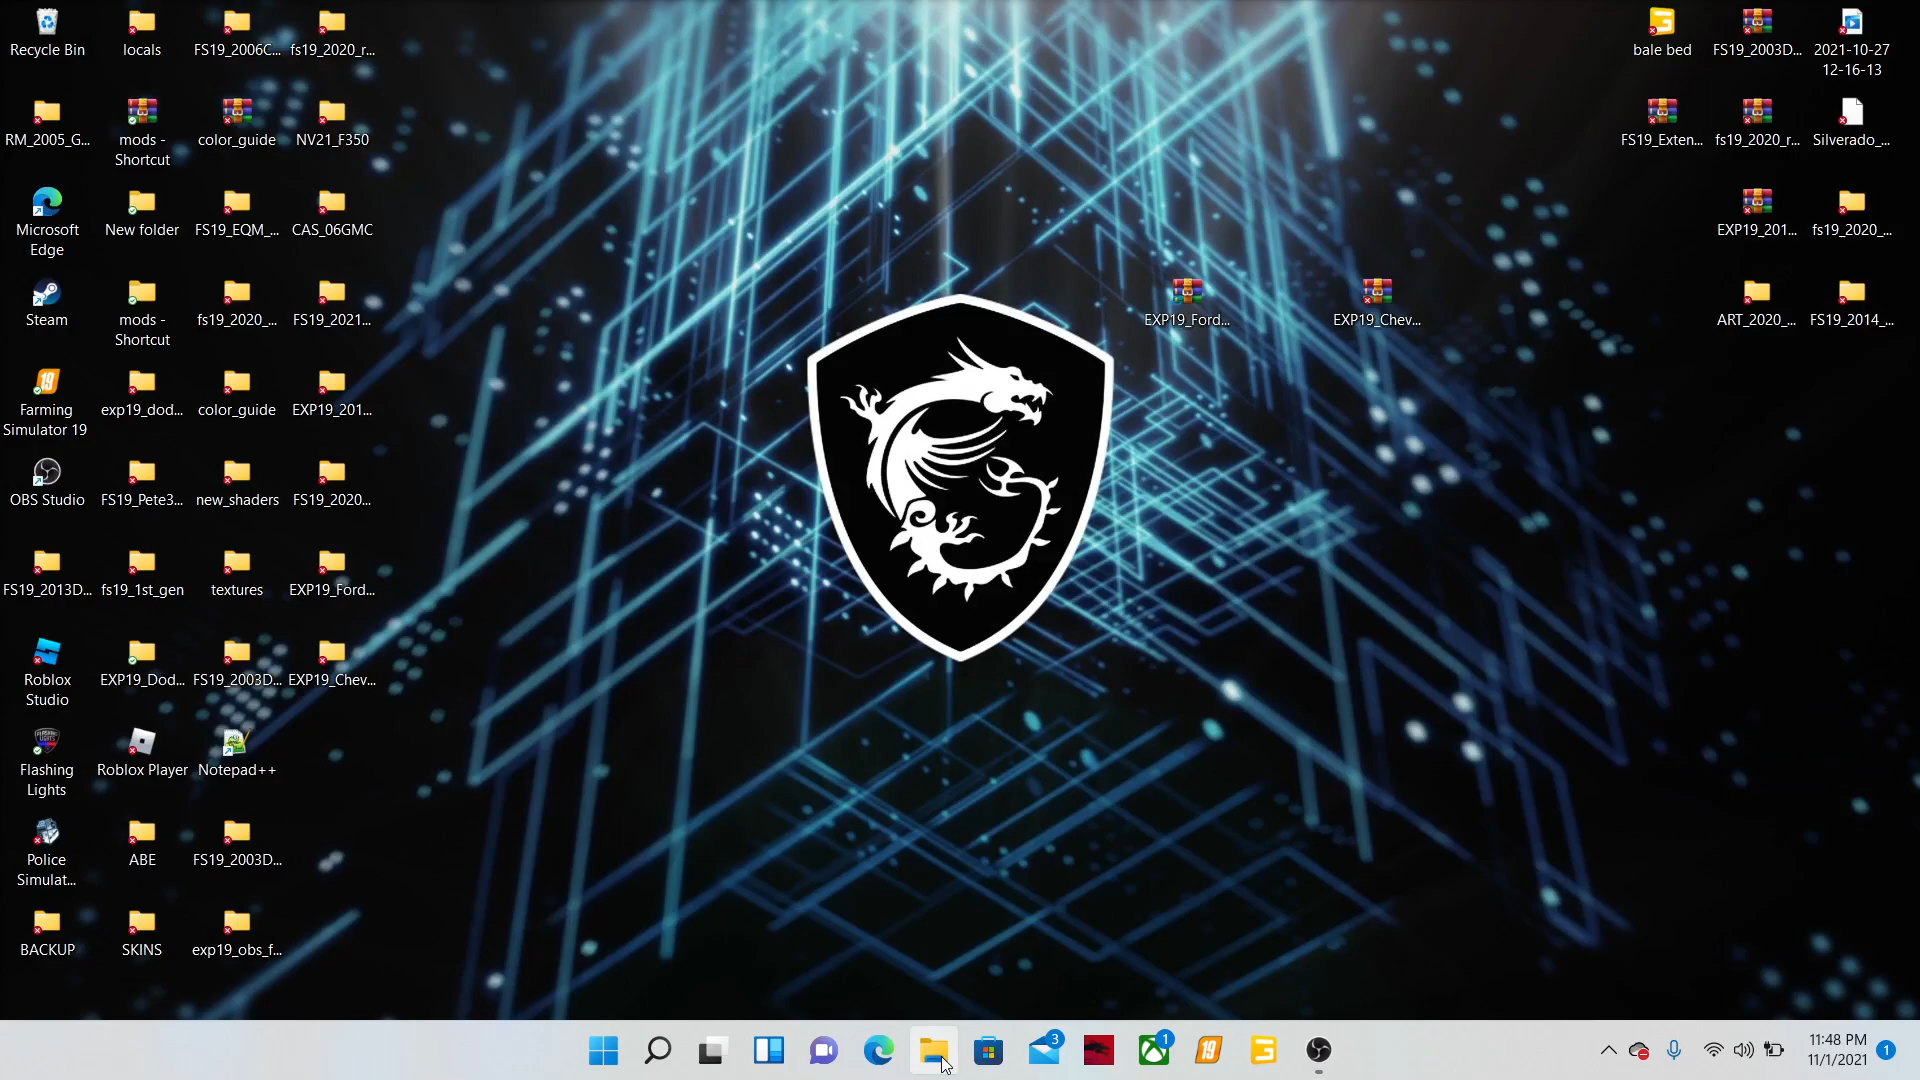 Recycle Bin
locals
FS19_2006C...
fs19_2020_r...
RM_2005_G...
mods -
Shortcut
color_guide
NV21_F350
Microsoft
Edge
New folder
FS19_EQM_...
CAS_06GMC
Steam
mods -
Shortcut
fs19_2020_...
FS19_2021...
Farming
Simulator 19
exp19_dod...
color_guide
EXP19_201...
OBS Studio
FS19_Pete3...
new_shaders
FS19_2020...
FS19_2013D...
fs19_1st_gen
textures
EXP19_Ford...
Roblox
Studio
EXP19_Dod...
FS19_2003D...
EXP19_Chev...
Flashing
Lights
Roblox Player
Notepad++
Police
Simulat...
ABE
FS19_2003D...
BACKUP
SKINS
exp19_obs_f...
EXP19_Ford...
EXP19_Chev...
bale bed
FS19_2003D...
2021-10-27
12-16-13
FS19_Exten...
fs19_2020_r...
Silverado_...
EXP19_201...
fs19_2020_...
ART_2020_...
FS19_2014_...
3
1
19
11:48 PM
11/1/2021
1